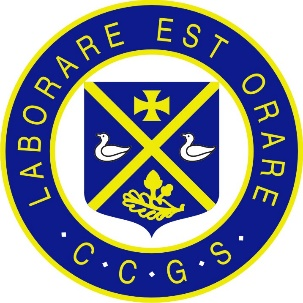 LABORARE EST ORARE
· C · C · G · S ·